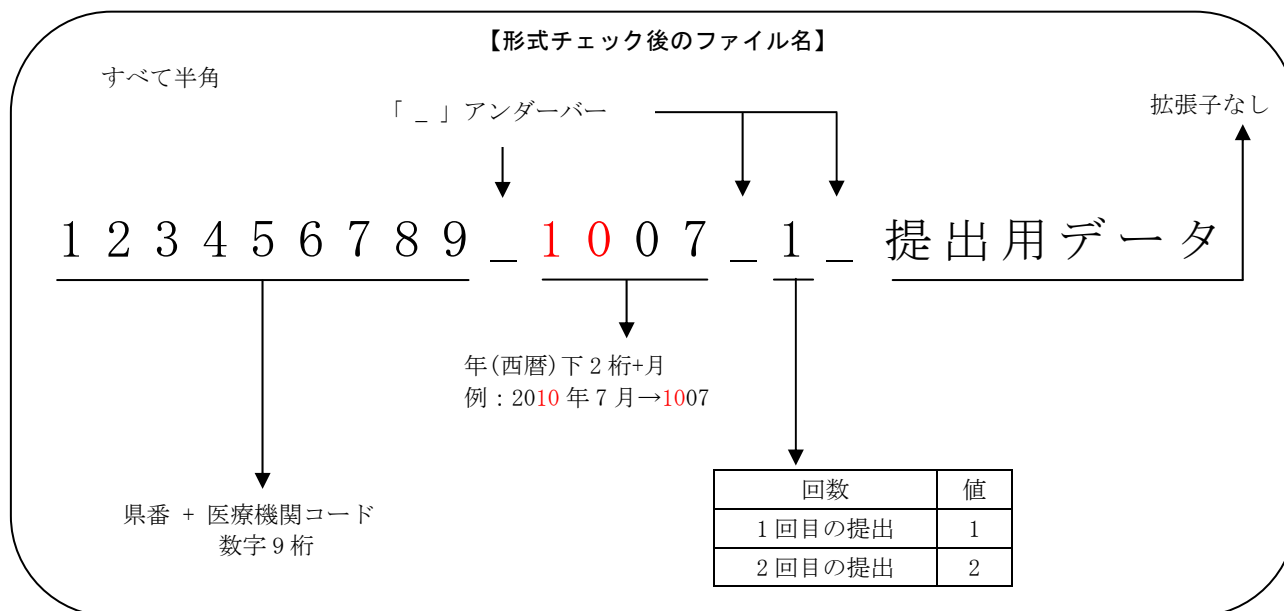 【形式チェック後のファイル名】
すべて半角
「 _ 」アンダーバー
拡張子なし
123456789_1007_1_提出用データ
年(西暦)下2桁+月
例：2010年7月→1007
県番 + 医療機関コード
数字9桁
回数 値
1回目の提出 1
2回目の提出 2